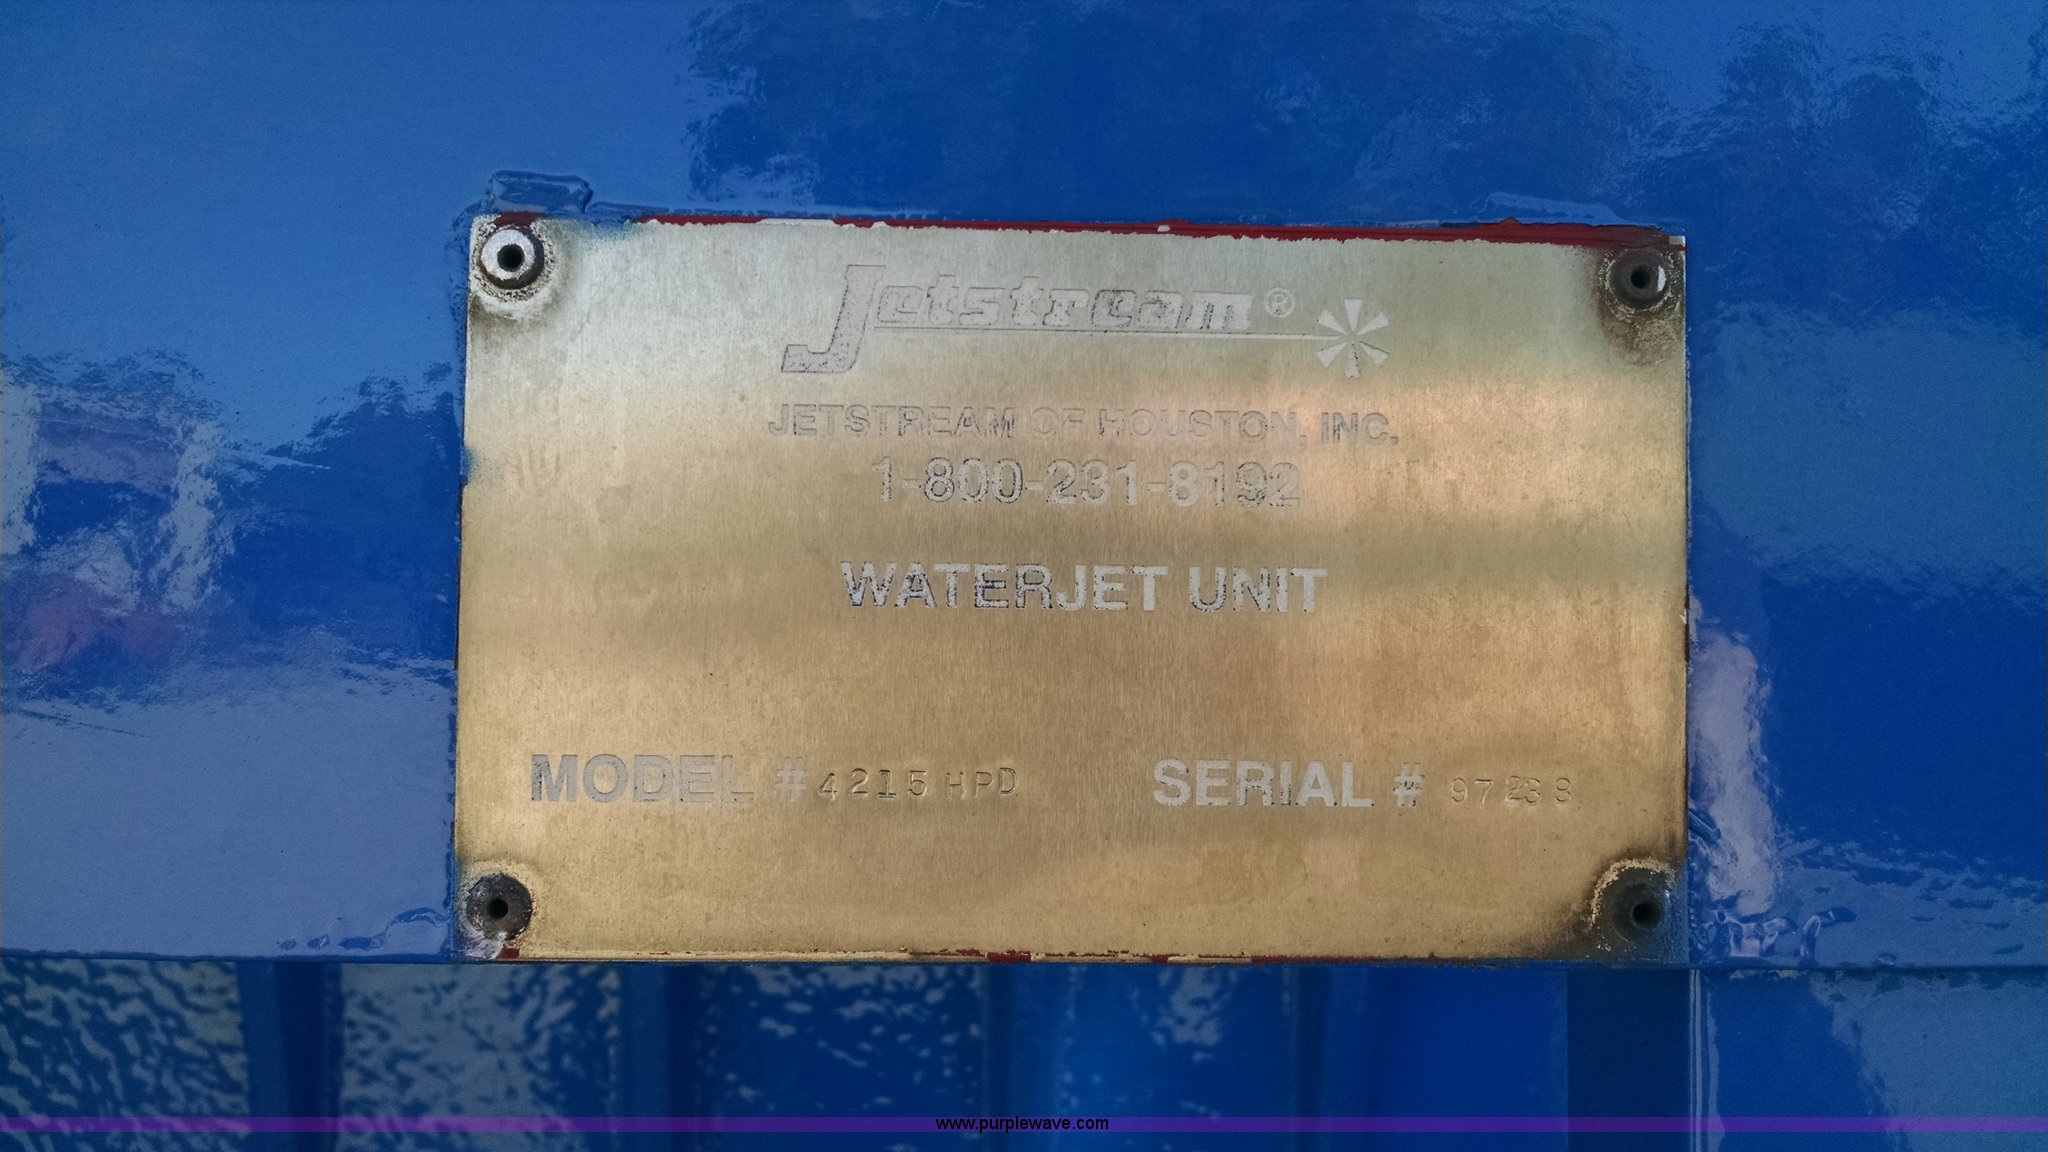 Jetstream®
JETSTREAM OF HOUSTON, INC.
1-800-231-8192
WATERJET UNIT
MODEL # 4215 HPD SERIAL # 97238
www.purplewave.com